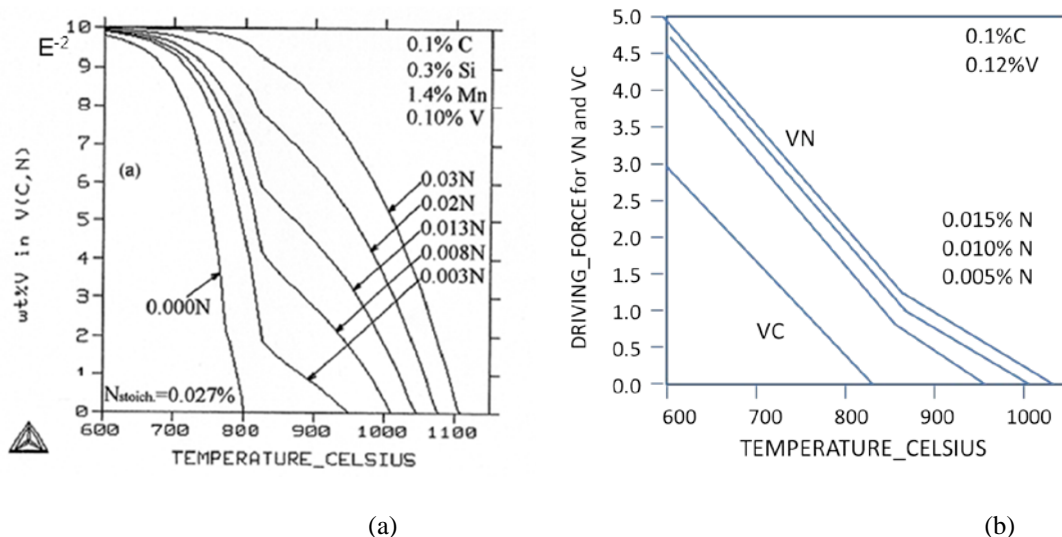 10
E-2
9
8
7
6
5
4
3
2
1
0
wt%V in V(C,N)
(a)
0.1% C
0.3% Si
1.4% Mn
0.10% V
0.03N
0.02N
0.013N
0.008N
0.003N
0.000N
Nstoich.=0.027%
600 700 800 900 1000 1100
TEMPERATURE_CELSIUS
(a)
5.0
4.5
4.0
3.5
3.0
2.5
2.0
1.5
1.0
0.5
0.0
DRIVING_FORCE for VN and VC
0.1%C
0.12%V
VN
0.015% N
0.010% N
0.005% N
VC
600 700 800 900 1000
TEMPERATURE_CELSIUS
(b)